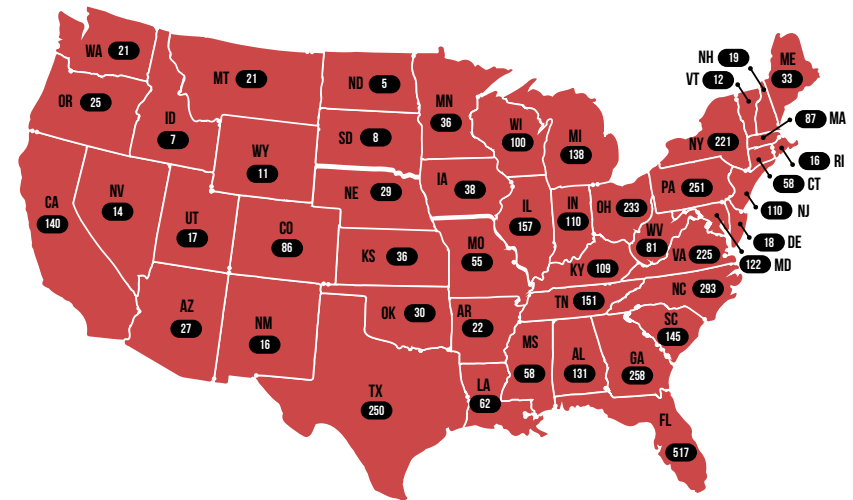 WA 21
OR 25
ID 7
MT 21
ND 5
SD 8
MN 36
WI 100
MI 138
NH 19
VT 12
ME 33
87 MA
NY 221
16 RI
58 CT
110 NJ
18 DE
122 MD
PA 251
WY 11
NE 29
IA 38
IL 157
IN 110
OH 233
WV 81
VA 225
CA 140
NV 14
UT 17
CO 86
KS 36
MO 55
KY 109
NC 293
TN 151
SC 145
AZ 27
NM 16
OK 30
AR 22
MS 58
AL 131
GA 258
TX 250
LA 62
FL 517